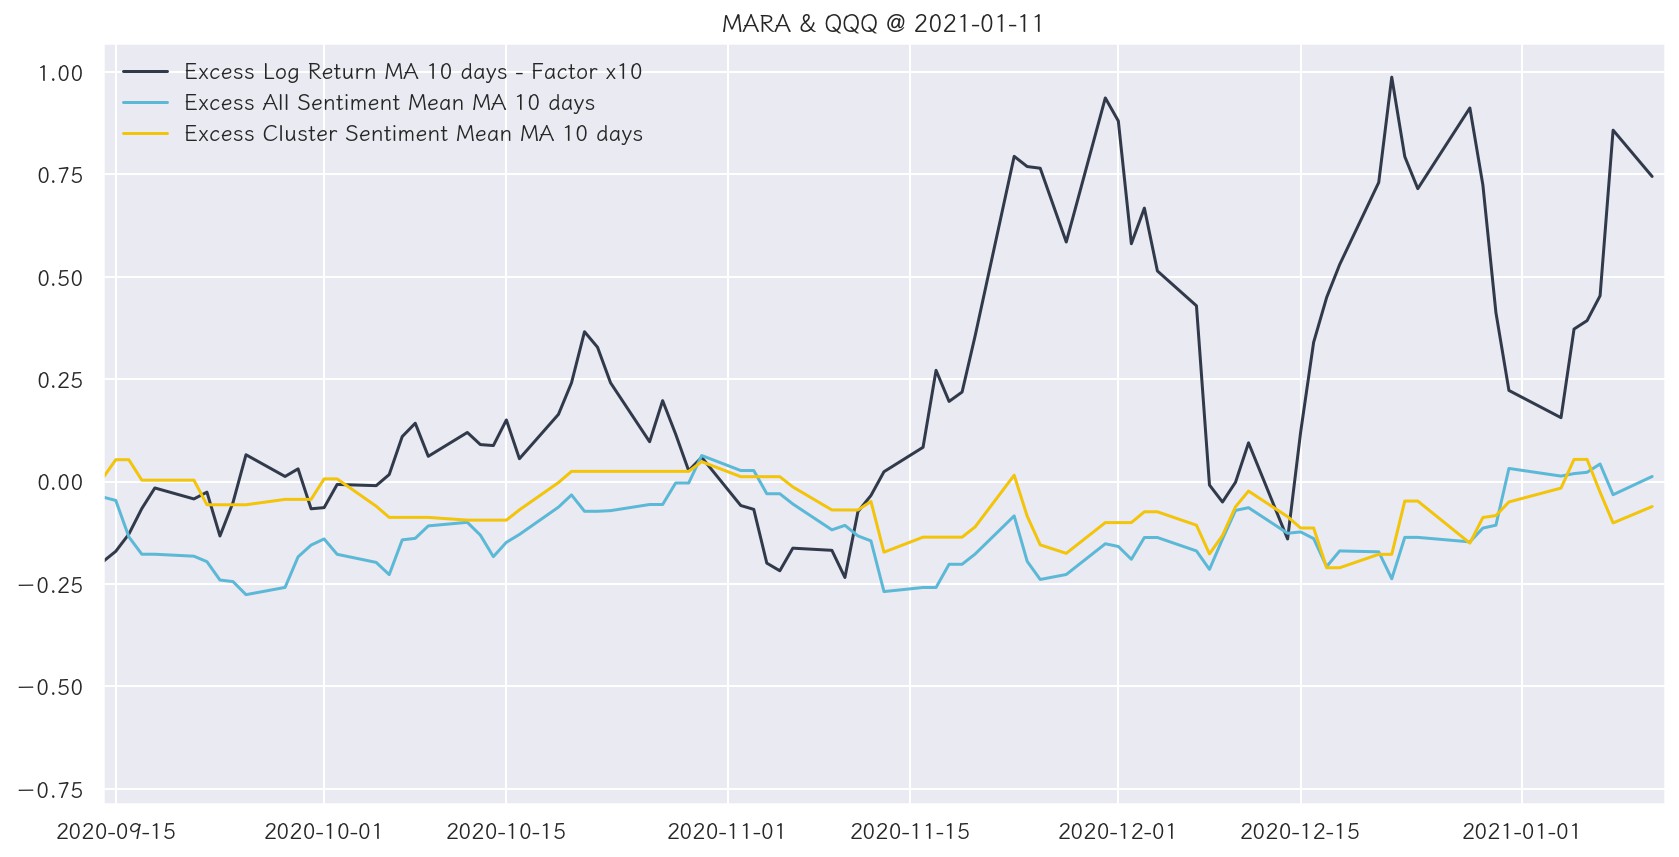 MARA & QQQ @ 2021-01-11
Excess Log Return MA 10 days - Factor x10
Excess All Sentiment Mean MA 10 days
Excess Cluster Sentiment Mean MA 10 days
1.00
0.75
0.50
0.25
0.00
−0.25
−0.50
−0.75
2020-09-15 2020-10-01 2020-10-15 2020-11-01 2020-11-15 2020-12-01 2020-12-15 2021-01-01